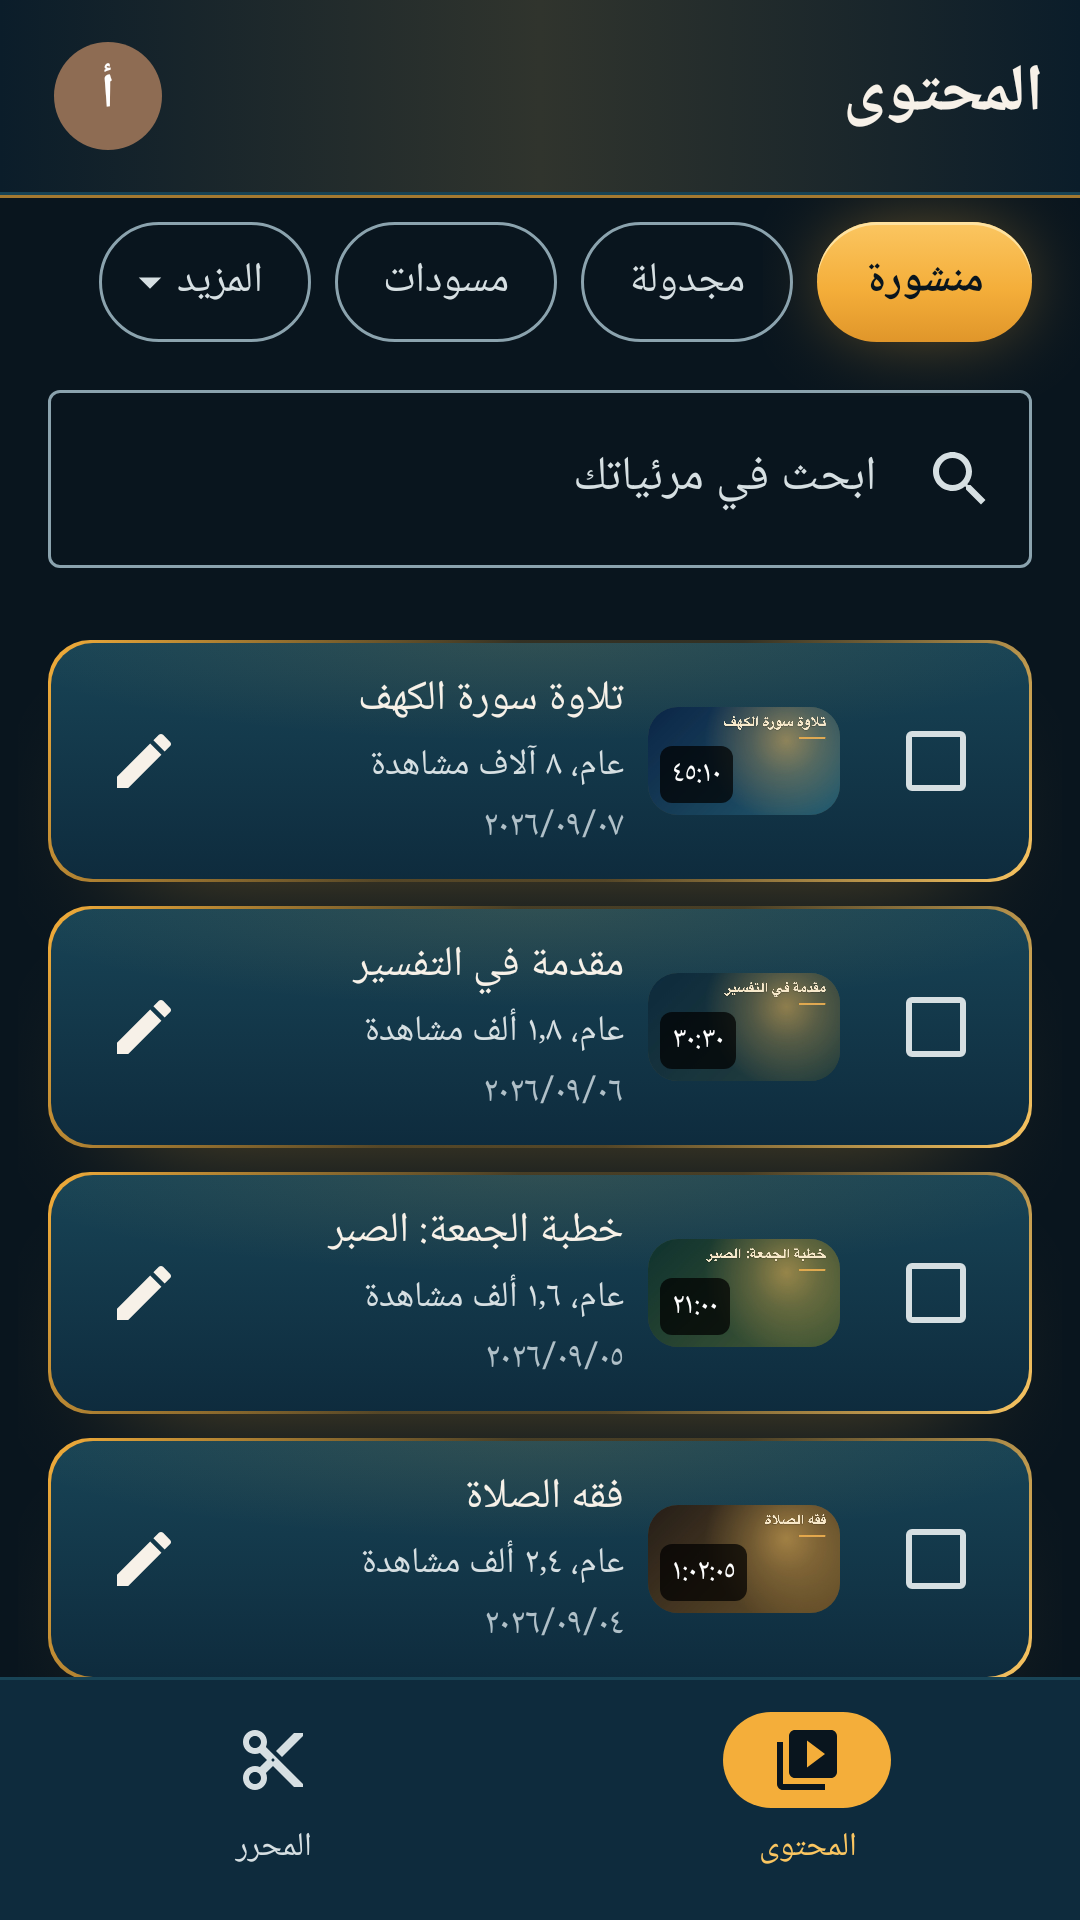 المحتوى
أ
منشورة
مجدولة
مسودات
المزيد
ابحث في مرئياتك
تلاوة سورة الكهف
٤٥:١٠
تلاوة سورة الكهف
عام، ٨ آلاف مشاهدة
٢٠٢٦/٠٩/٠٧
مقدمة في التفسير
٣٠:٣٠
مقدمة في التفسير
عام، ١,٨ ألف مشاهدة
٢٠٢٦/٠٩/٠٦
خطبة الجمعة: الصبر
٢١:٠٠
خطبة الجمعة: الصبر
عام، ١,٦ ألف مشاهدة
٢٠٢٦/٠٩/٠٥
فقه الصلاة
١:٠٢:٠٥
فقه الصلاة
عام، ٢,٤ ألف مشاهدة
٢٠٢٦/٠٩/٠٤
المحتوى
المحرر